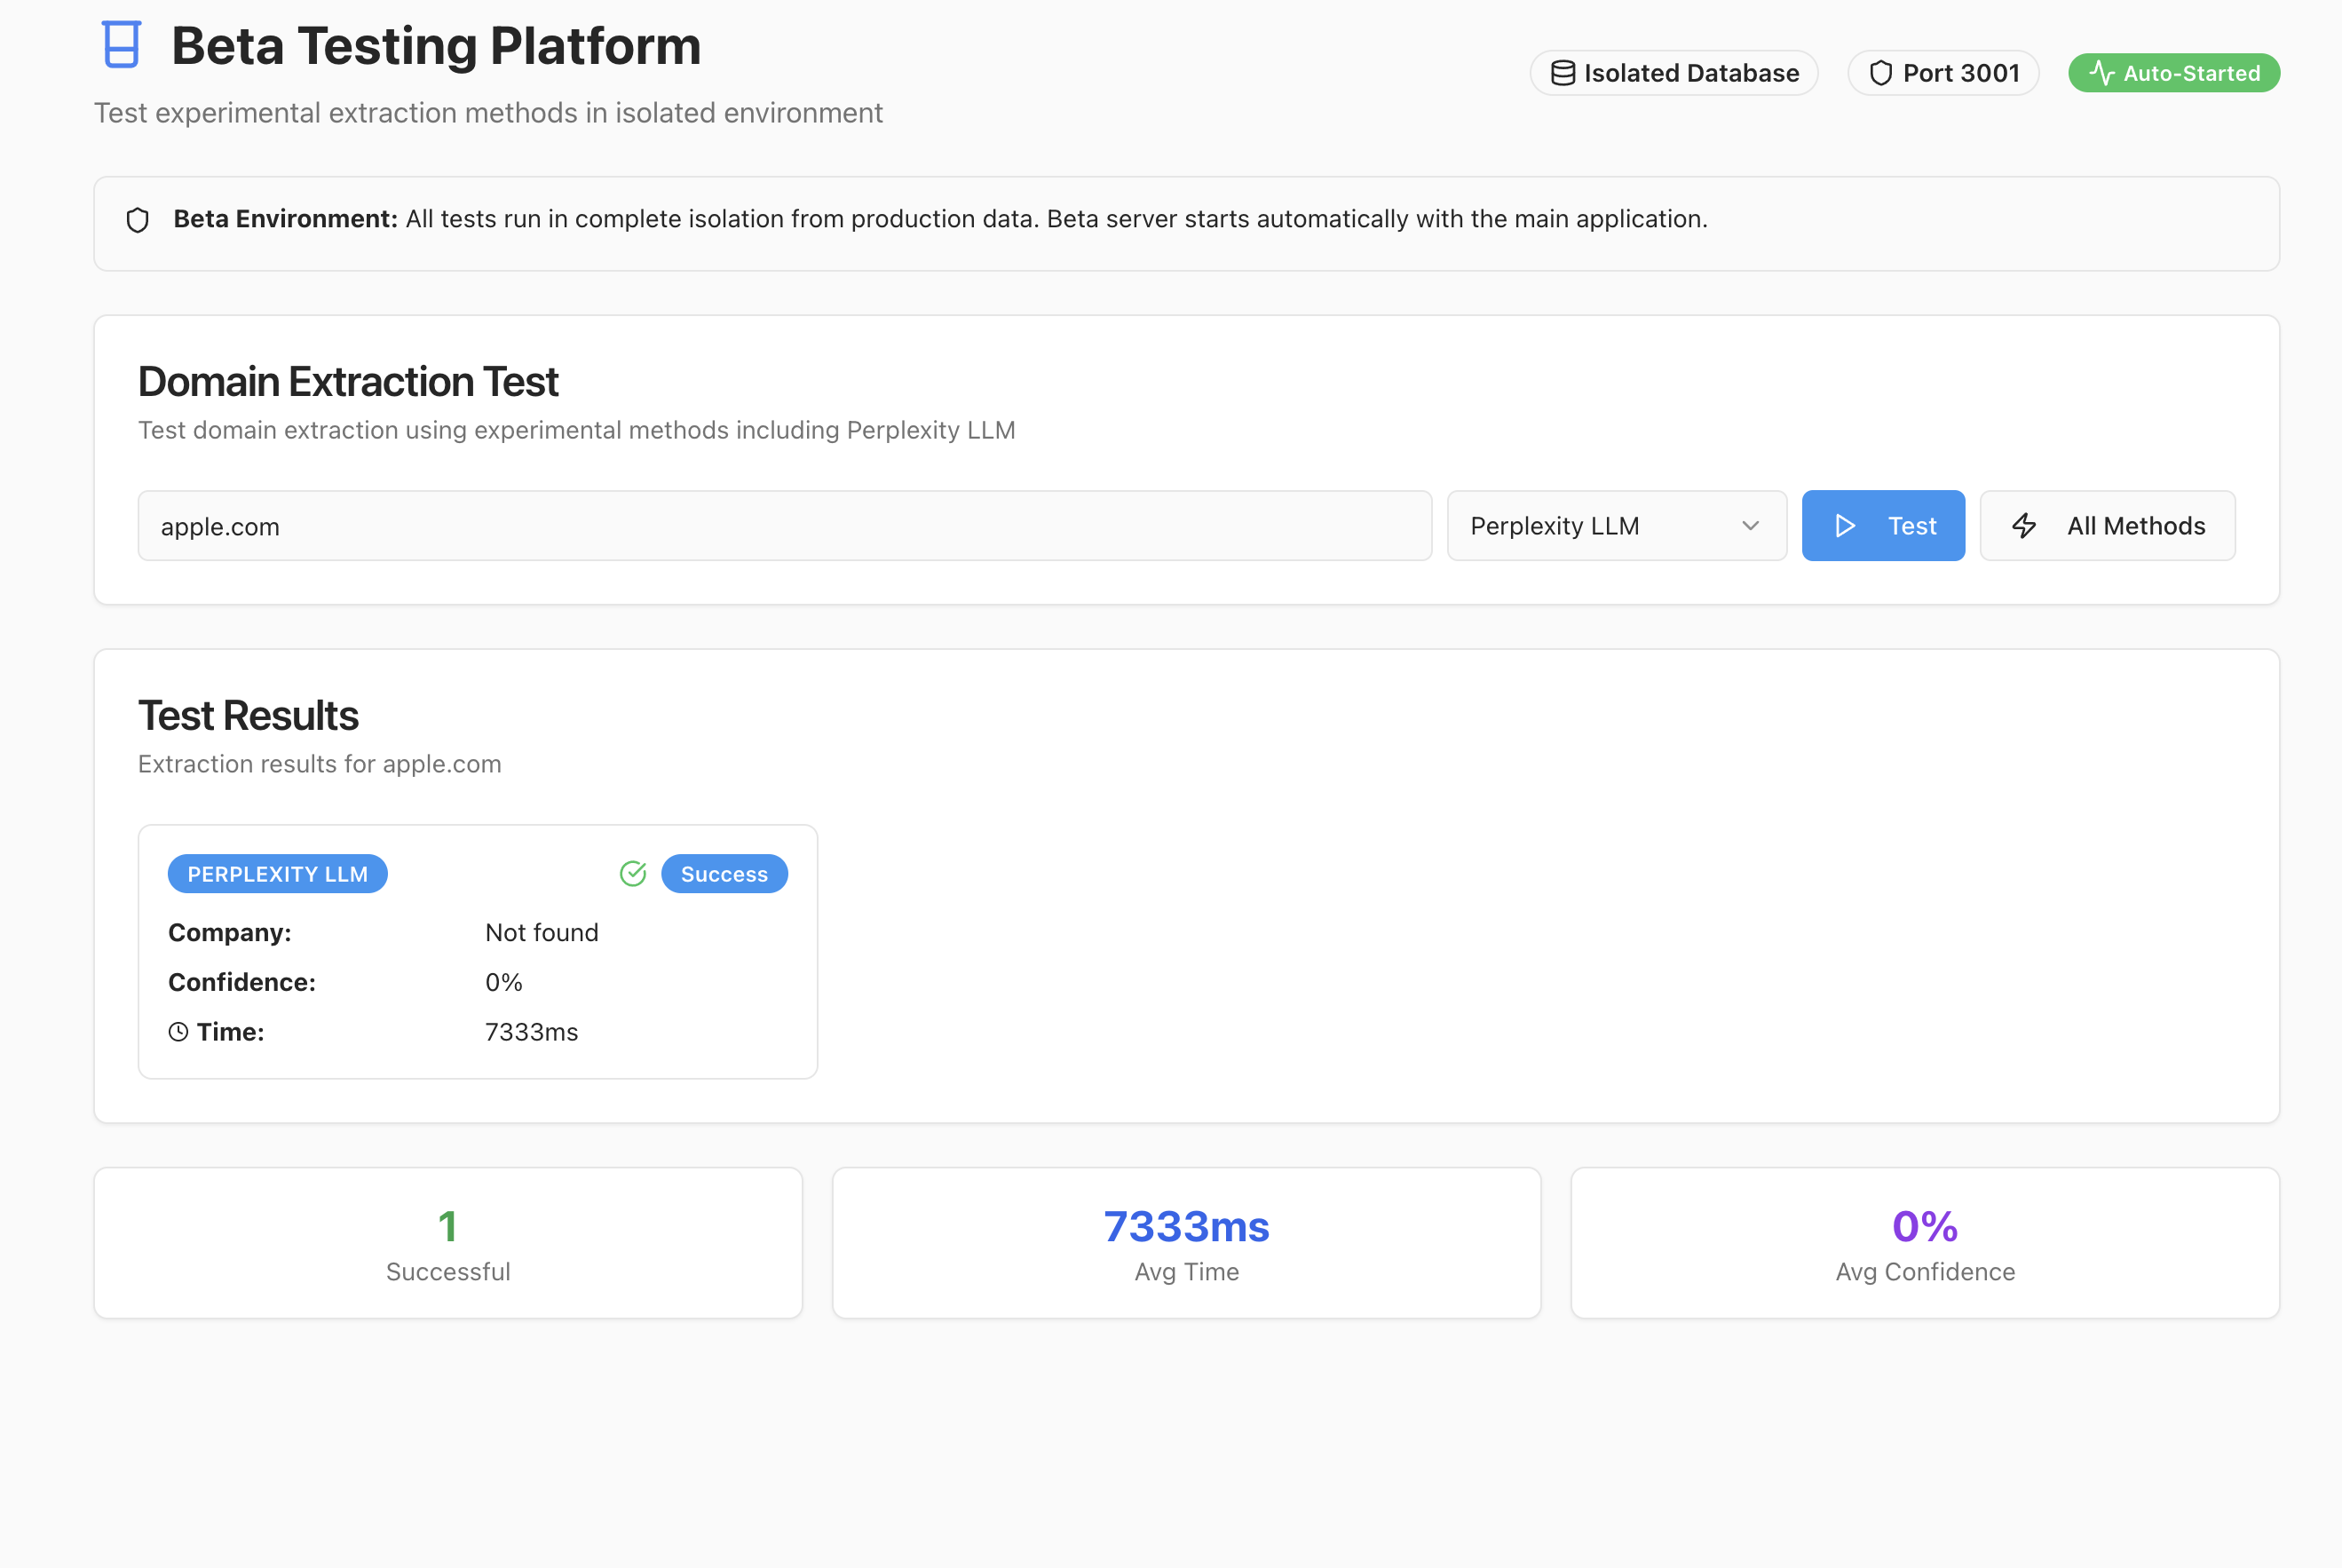 Beta Testing Platform
Test experimental extraction methods in isolated environment
Isolated Database
Port 3001
Auto-Started
Beta Environment: All tests run in complete isolation from production data. Beta server starts automatically with the main application.
Domain Extraction Test
Test domain extraction using experimental methods including Perplexity LLM
apple.com
Perplexity LLM
Test
All Methods
Test Results
Extraction results for apple.com
PERPLEXITY LLM
Success
Company: Not found
Confidence: 0%
Time: 7333ms
1
Successful
7333ms
Avg Time
0%
Avg Confidence